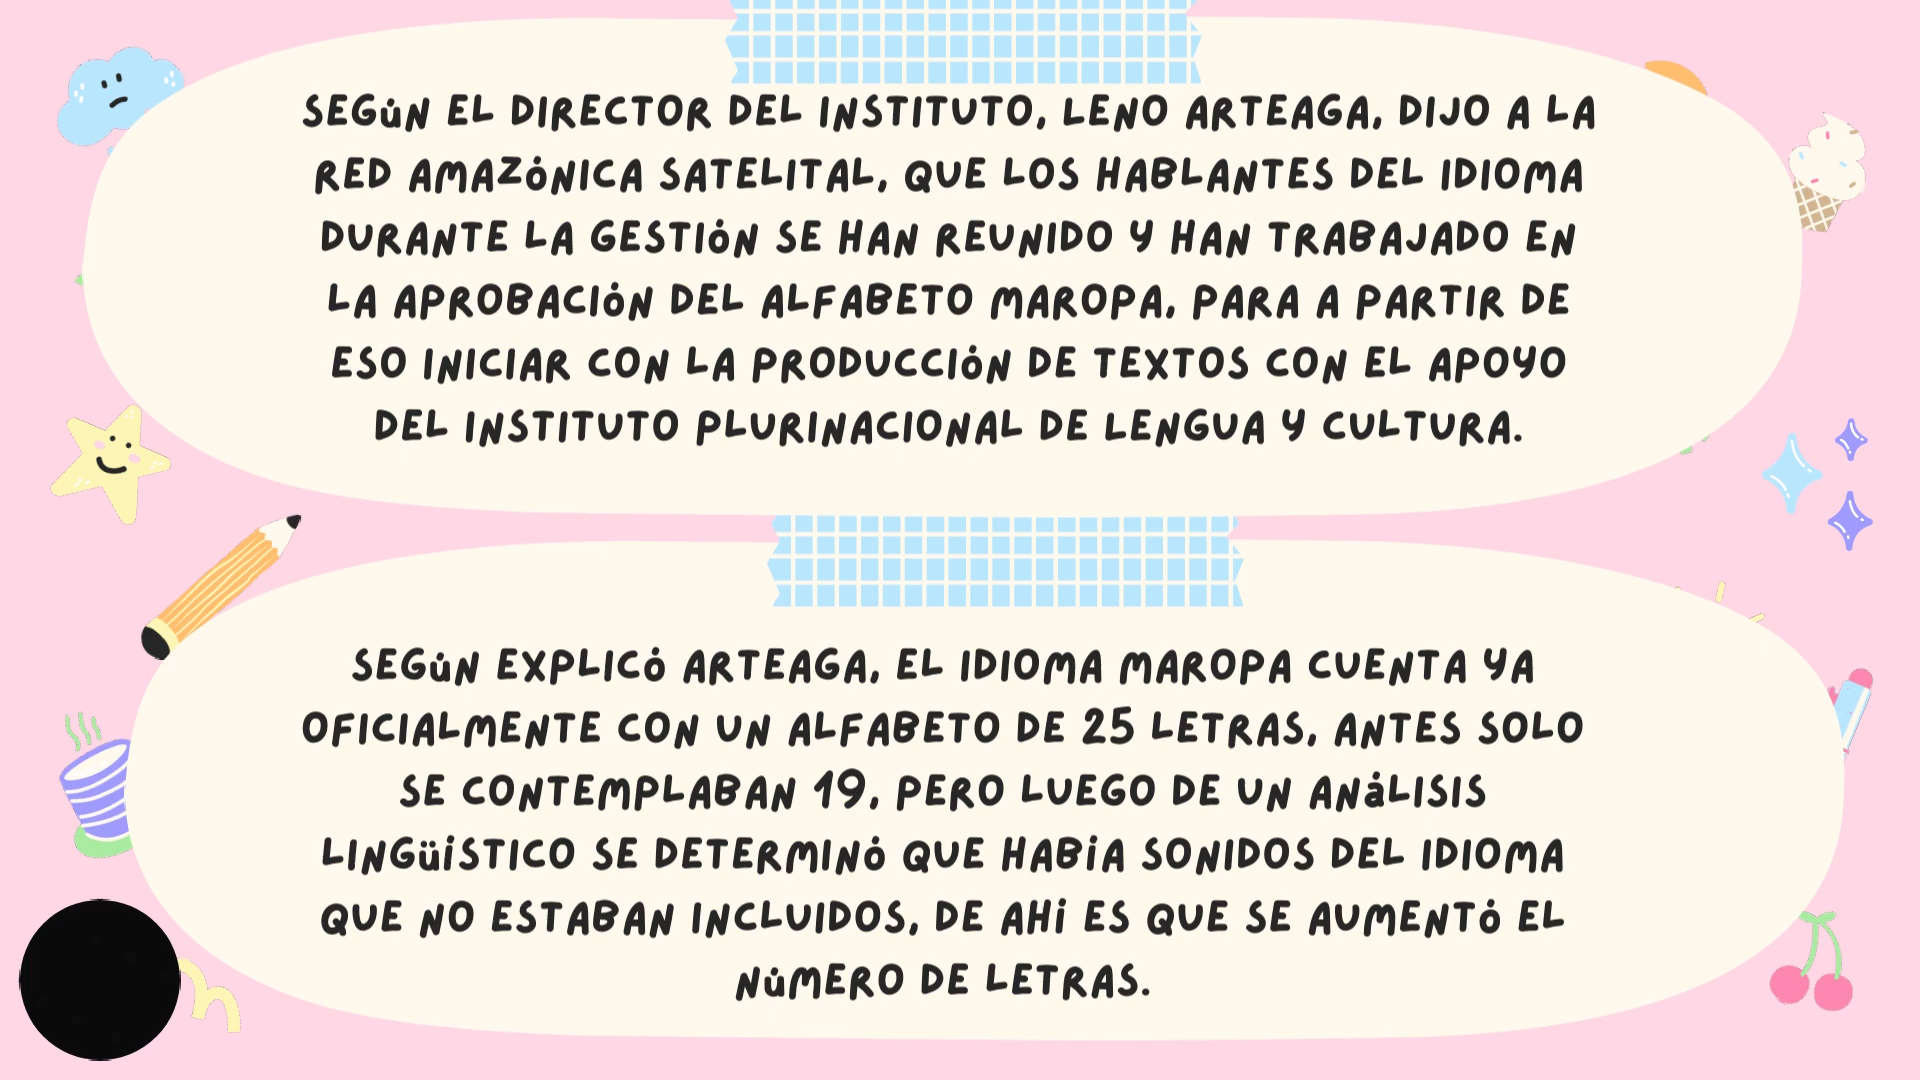 SEGÚN EL DIRECTOR DEL INSTITUTO, LENO ARTEAGA, DIJO A LA
RED AMAZÓNICA SATELITAL, QUE LOS HABLANTES DEL IDIOMA
DURANTE LA GESTIÓN SE HAN REUNIDO Y HAN TRABAJADO EN
LA APROBACIÓN DEL ALFABETO MAROPA, PARA A PARTIR DE
ESO INICIAR CON LA PRODUCCIÓN DE TEXTOS CON EL APOYO
DEL INSTITUTO PLURINACIONAL DE LENGUA Y CULTURA.
SEGÚN EXPLICÓ ARTEAGA, EL IDIOMA MAROPA CUENTA YA
OFICIALMENTE CON UN ALFABETO DE 25 LETRAS, ANTES SOLO
SE CONTEMPLABAN 19, PERO LUEGO DE UN ANÁLISIS
LINGÜÍSTICO SE DETERMINÓ QUE HABÍA SONIDOS DEL IDIOMA
QUE NO ESTABAN INCLUIDOS, DE AHÍ ES QUE SE AUMENTÓ EL
NÚMERO DE LETRAS.